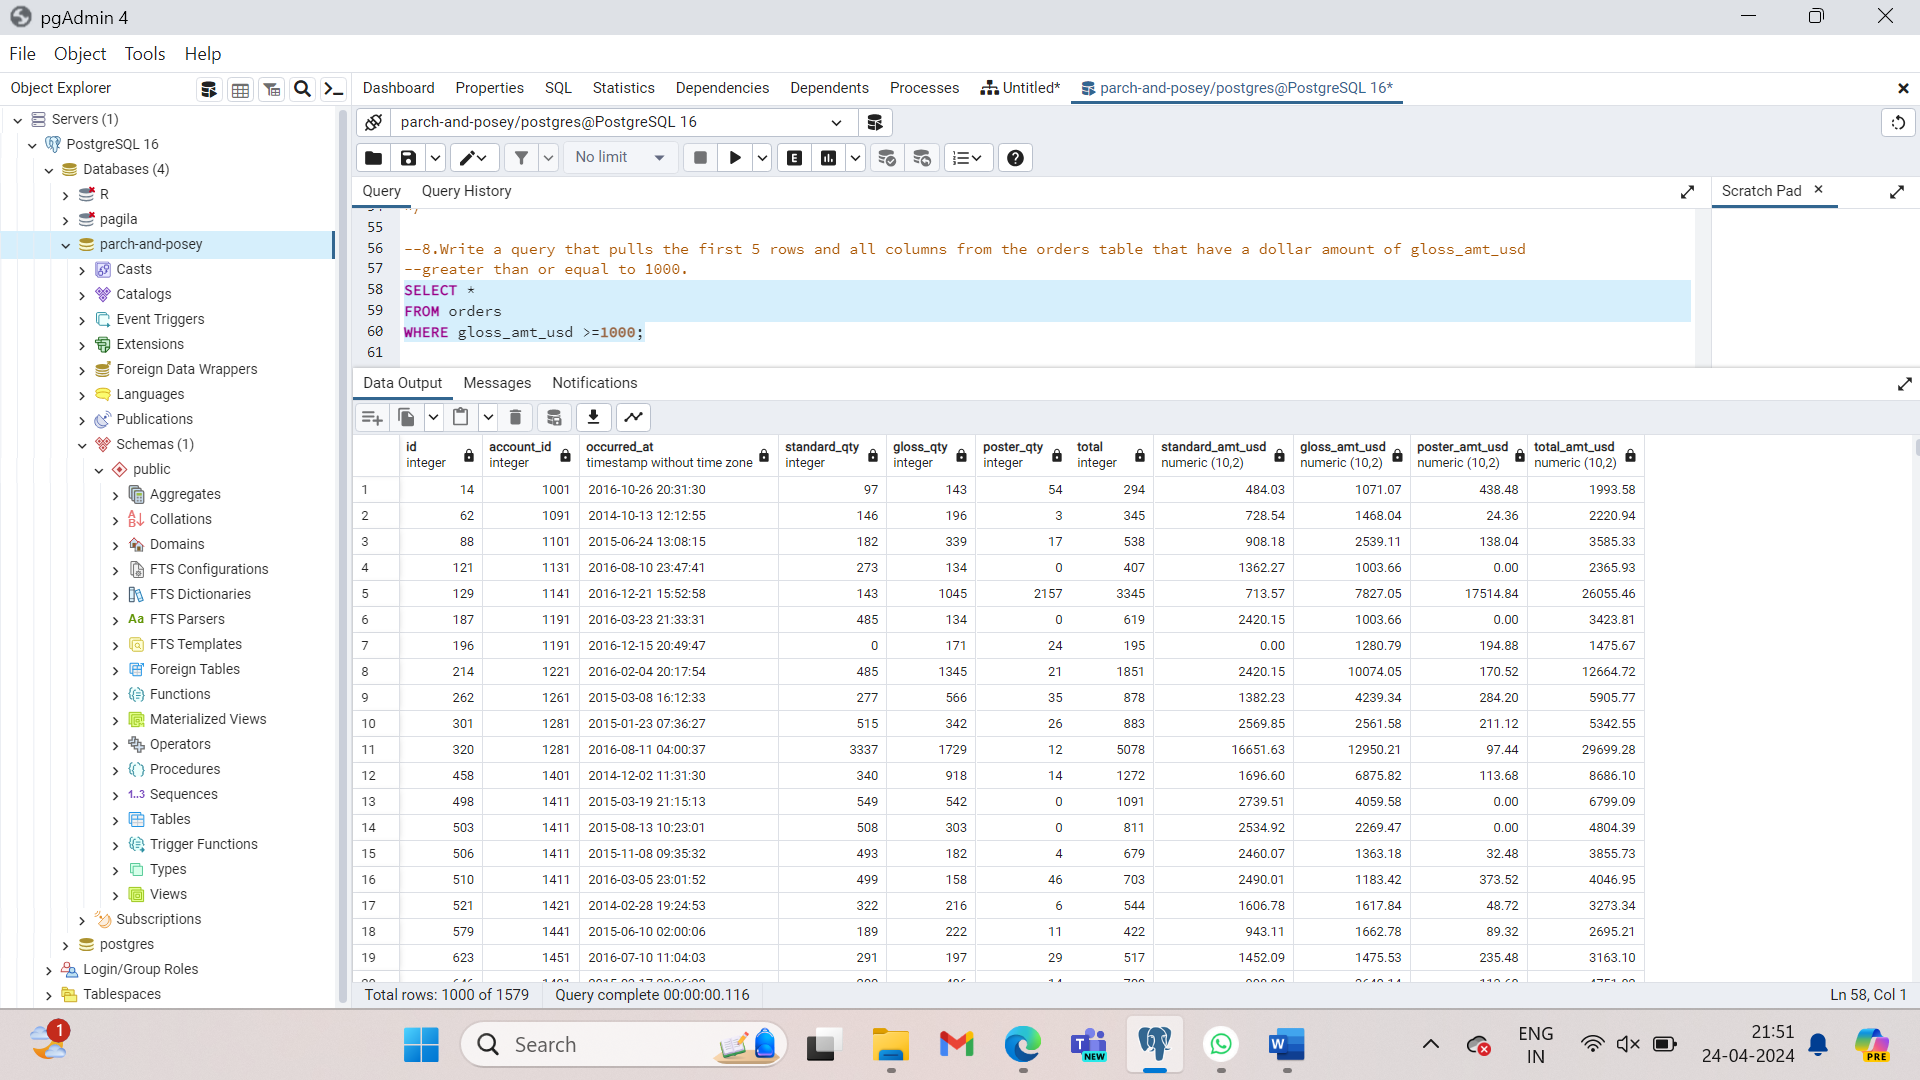 pgAdmin 4
File Object Tools Help
Object Explorer
Dashboard Properties SQL Statistics Dependencies Dependents Processes Untitled* parch-and-posey/postgres@PostgreSQL 16*
Servers (1)
PostgreSQL 16
Databases (4)
R
pagila
parch-and-posey
Casts
Catalogs
Event Triggers
Extensions
Foreign Data Wrappers
Languages
Publications
Schemas (1)
public
Aggregates
Collations
Domains
FTS Configurations
FTS Dictionaries
Aa FTS Parsers
FTS Templates
Foreign Tables
Functions
Materialized Views
Operators
Procedures
1..3 Sequences
Tables
Trigger Functions
Types
Views
Subscriptions
postgres
Login/Group Roles
Tablespaces
parch-and-posey/postgres@PostgreSQL 16
No limit
E
Query Query History
Scratch Pad
55
56 --8.Write a query that pulls the first 5 rows and all columns from the orders table that have a dollar amount of gloss_amt_usd
57 --greater than or equal to 1000.
58 SELECT *
59 FROM orders
60 WHERE gloss_amt_usd >=1000;
61
Data Output Messages Notifications
id account_id occurred_at standard_qty gloss_qty poster_qty total standard_amt_usd gloss_amt_usd poster_amt_usd total_amt_usd
integer integer timestamp without time zone integer integer integer integer numeric (10,2) numeric (10,2) numeric (10,2) numeric (10,2)
1 14 1001 2016-10-26 20:31:30 97 143 54 294 484.03 1071.07 438.48 1993.58
2 62 1091 2014-10-13 12:12:55 146 196 3 345 728.54 1468.04 24.36 2220.94
3 88 1101 2015-06-24 13:08:15 182 339 17 538 908.18 2539.11 138.04 3585.33
4 121 1131 2016-08-10 23:47:41 273 134 0 407 1362.27 1003.66 0.00 2365.93
5 129 1141 2016-12-21 15:52:58 143 1045 2157 3345 713.57 7827.05 17514.84 26055.46
6 187 1191 2016-03-23 21:33:31 485 134 0 619 2420.15 1003.66 0.00 3423.81
7 196 1191 2016-12-15 20:49:47 0 171 24 195 0.00 1280.79 194.88 1475.67
8 214 1221 2016-02-04 20:17:54 485 1345 21 1851 2420.15 10074.05 170.52 12664.72
9 262 1261 2015-03-08 16:12:33 277 566 35 878 1382.23 4239.34 284.20 5905.77
10 301 1281 2015-01-23 07:36:27 515 342 26 883 2569.85 2561.58 211.12 5342.55
11 320 1281 2016-08-11 04:00:37 3337 1729 12 5078 16651.63 12950.21 97.44 29699.28
12 458 1401 2014-12-02 11:31:30 340 918 14 1272 1696.60 6875.82 113.68 8686.10
13 498 1411 2015-03-19 21:15:13 549 542 0 1091 2739.51 4059.58 0.00 6799.09
14 503 1411 2015-08-13 10:23:01 508 303 0 811 2534.92 2269.47 0.00 4804.39
15 506 1411 2015-11-08 09:35:32 493 182 4 679 2460.07 1363.18 32.48 3855.73
16 510 1411 2016-03-05 23:01:52 499 158 46 703 2490.01 1183.42 373.52 4046.95
17 521 1421 2014-02-28 19:24:53 322 216 6 544 1606.78 1617.84 48.72 3273.34
18 579 1441 2015-06-10 02:00:06 189 222 11 422 943.11 1662.78 89.32 2695.21
19 623 1451 2016-07-10 11:04:03 291 197 29 517 1452.09 1475.53 235.48 3163.10
Total rows: 1000 of 1579 Query complete 00:00:00.116 Ln 58, Col 1
1
Search
NEW
ENG
IN
21:51
24-04-2024
PRE